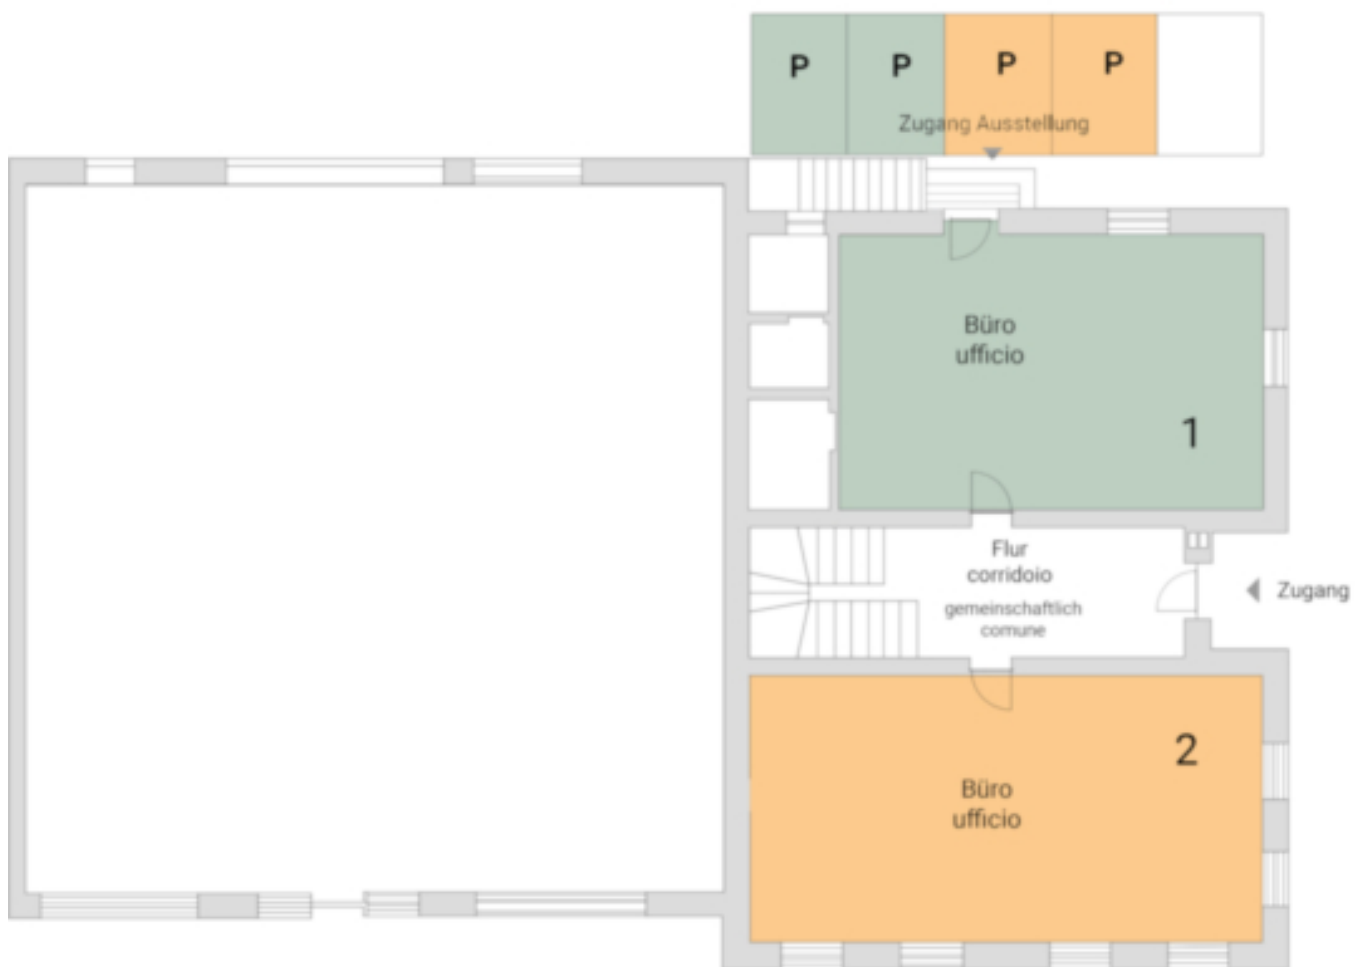 P P P P
Zugang Ausstellung
Büro
ufficio
1
Flur
corridoio
gemeinschaftlich
comune
Zugang
2
Büro
ufficio